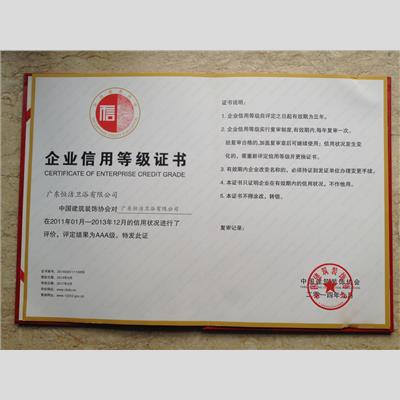 信
企业信用等级证书
CERTIFICATE OF ENTERPRISE CREDIT GRADE
广东恒洁卫浴有限公司
中国建筑装饰协会对 广东恒洁卫浴有限公司
在2011年01月—2013年12月的信用状况进行了
评价，评定结果为AAA级。特发此证
证书说明：
1. 企业信用等级自评定之日起有效期为三年。
2. 企业信用等级实行复审制度，有效期内，每年复审一次，
经复审合格的，加盖复审章后可继续使用；信用状况发生变
化的，需重新评定信用等级并更换证书。
3. 有效期内企业改变名称的，必须持证到发证单位办理变更手续。
4. 本证书只证明企业在有效期内的信用状况，不作他用。
5. 本证书不得涂改、转借。
复审记录：
中国建筑装饰协会
二〇一四年九月